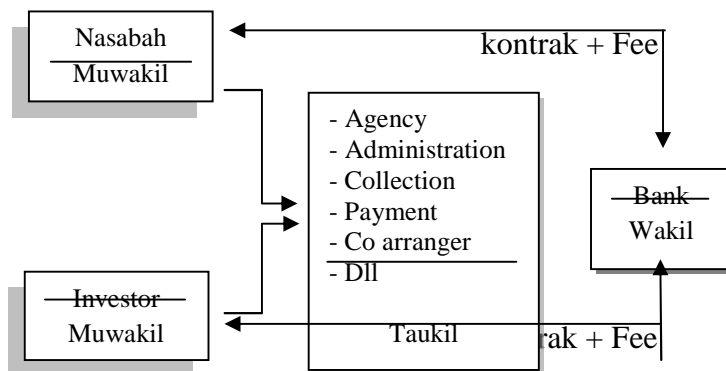 Nasabah
Muwakil
kontrak + Fee
- Agency
- Administration
- Collection
- Payment
- Co arranger
- Dll
Taukil
Bank
Wakil
Investor
Muwakil
rak + Fee